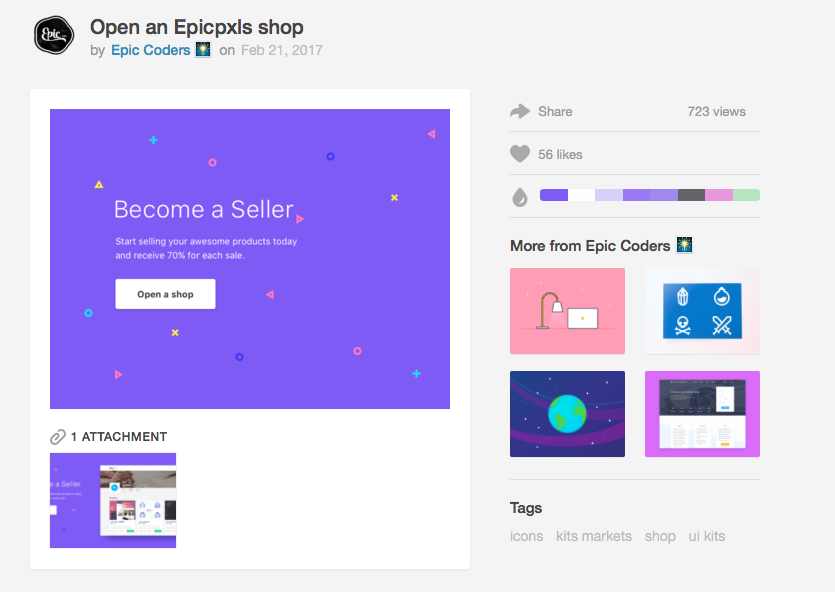 Epic
Open an Epicpxls shop
by Epic Coders on Feb 21, 2017
Become a Seller
Start selling your awesome products today
and receive 70% for each sale.
Open a shop
1 ATTACHMENT
e a Seller
Share 723 views
56 likes
More from Epic Coders
Tags
icons kits markets shop ui kits